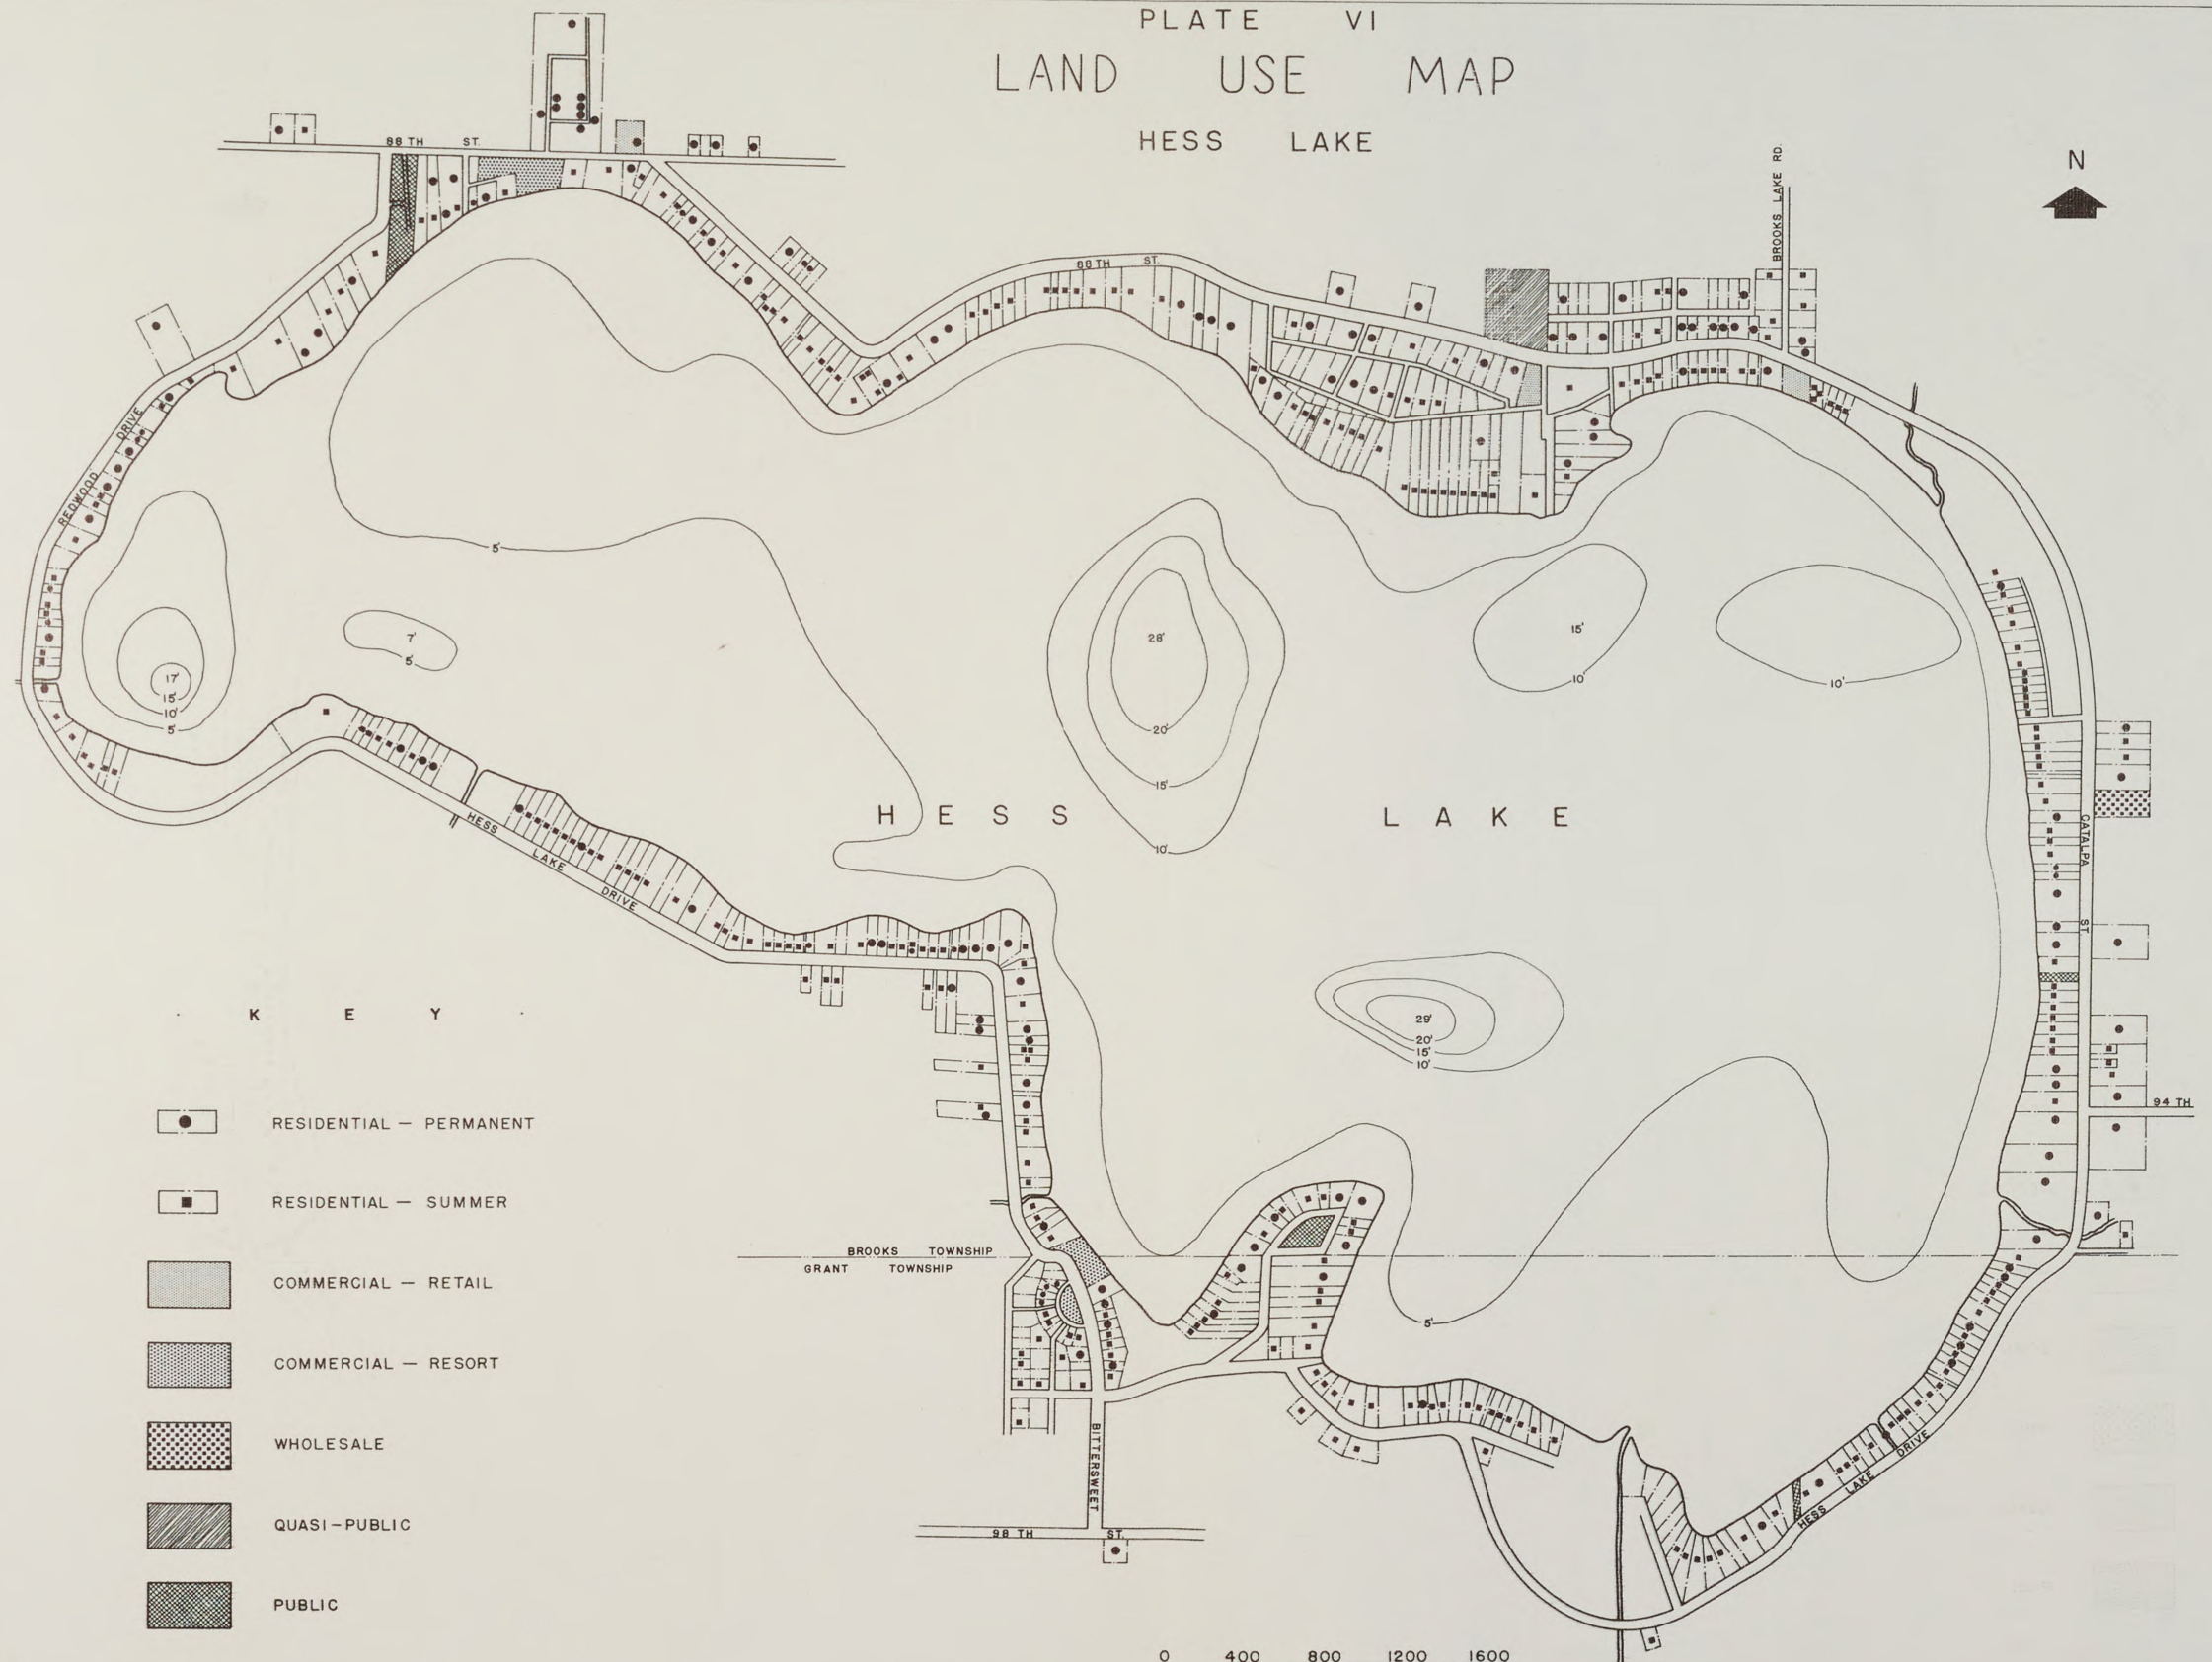 PLATE VI
LAND USE MAP
HESS LAKE
N
BROOKS LAKE RD.
88 TH ST.
88 TH ST.
REDWOOD DRIVE
5'
7'
5'
17'
15'
10'
5'
28'
20'
15'
10'
15'
10'
10'
HESS LAKE
HESS LAKE DRIVE
CATALPA ST
29'
20'
15'
10'
94 TH
BROOKS TOWNSHIP
GRANT TOWNSHIP
5'
BITTERSWEET
98 TH ST.
HESS LAKE DRIVE
KEY
RESIDENTIAL — PERMANENT
RESIDENTIAL — SUMMER
COMMERCIAL — RETAIL
COMMERCIAL — RESORT
WHOLESALE
QUASI-PUBLIC
PUBLIC
0 400 800 1200 1600